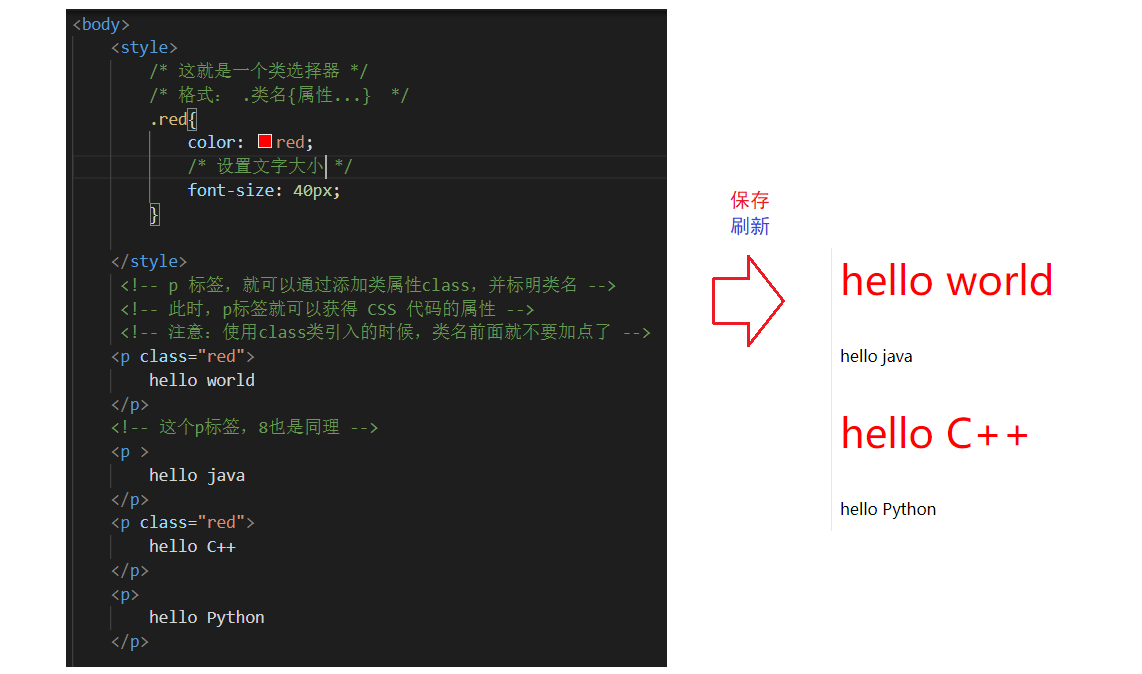 <body>
<style>
/* 这就是一个类选择器 */
/* 格式： .类名{属性...}  */
.red{
color: red;
/* 设置文字大小 */
font-size: 40px;
}
</style>
<!-- p 标签，就可以通过添加类属性class，并标明类名 -->
<!-- 此时，p标签就可以获得 CSS 代码的属性 -->
<!-- 注意：使用class类引入的时候，类名前面就不要加点了 -->
<p class="red">
hello world
</p>
<!-- 这个p标签，8也是同理 -->
<p >
hello java
</p>
<p class="red">
hello C++
</p>
<p>
hello Python
</p>
保存
刷新
hello world
hello java
hello C++
hello Python